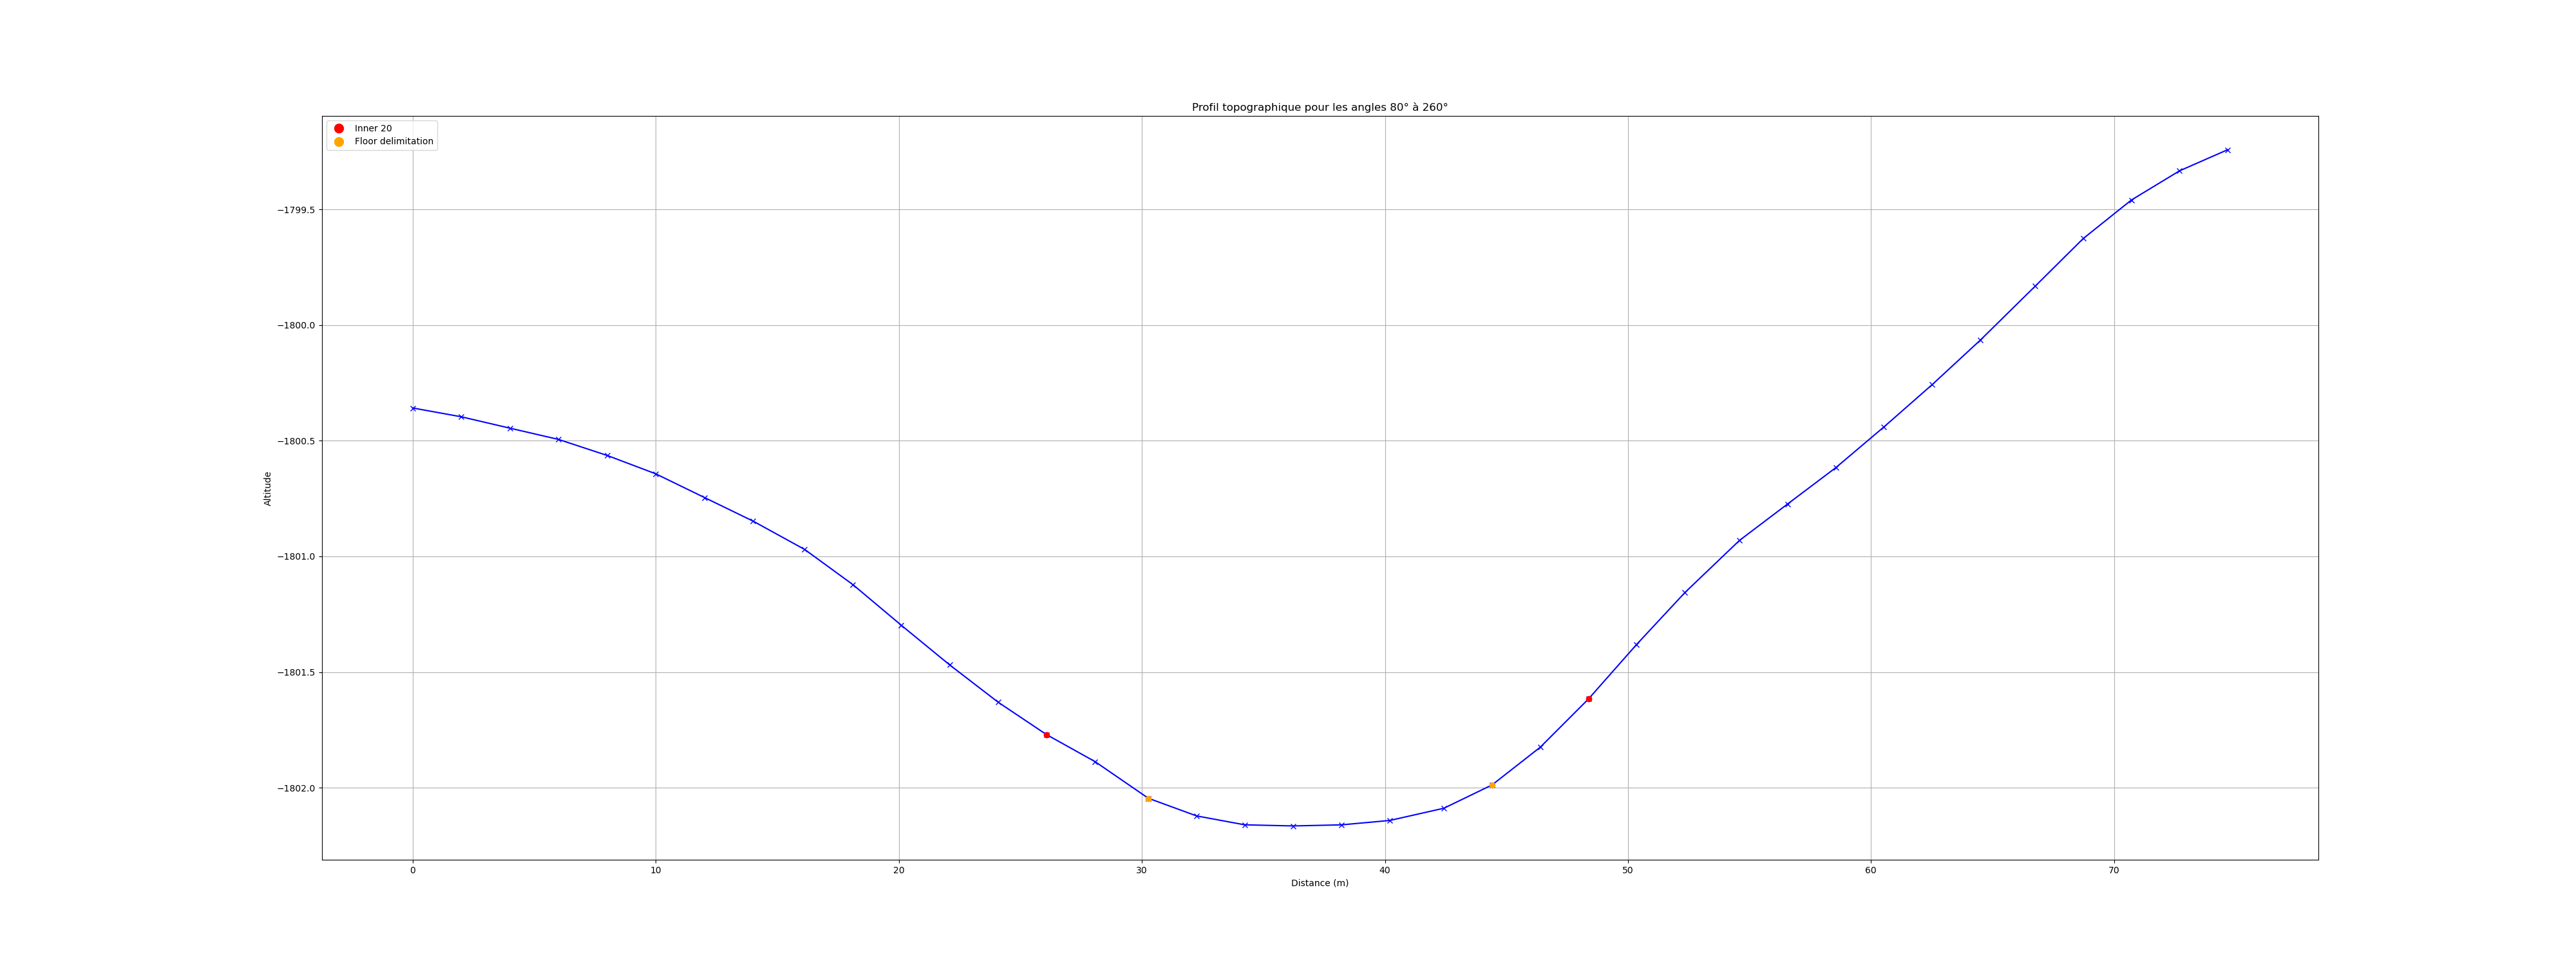 Profil topographique pour les angles 80° à 260°
Inner 20
Floor delimitation
−1799.5
−1800.0
−1800.5
−1801.0
−1801.5
−1802.0
Altitude
0 10 20 30 40 50 60 70
Distance (m)